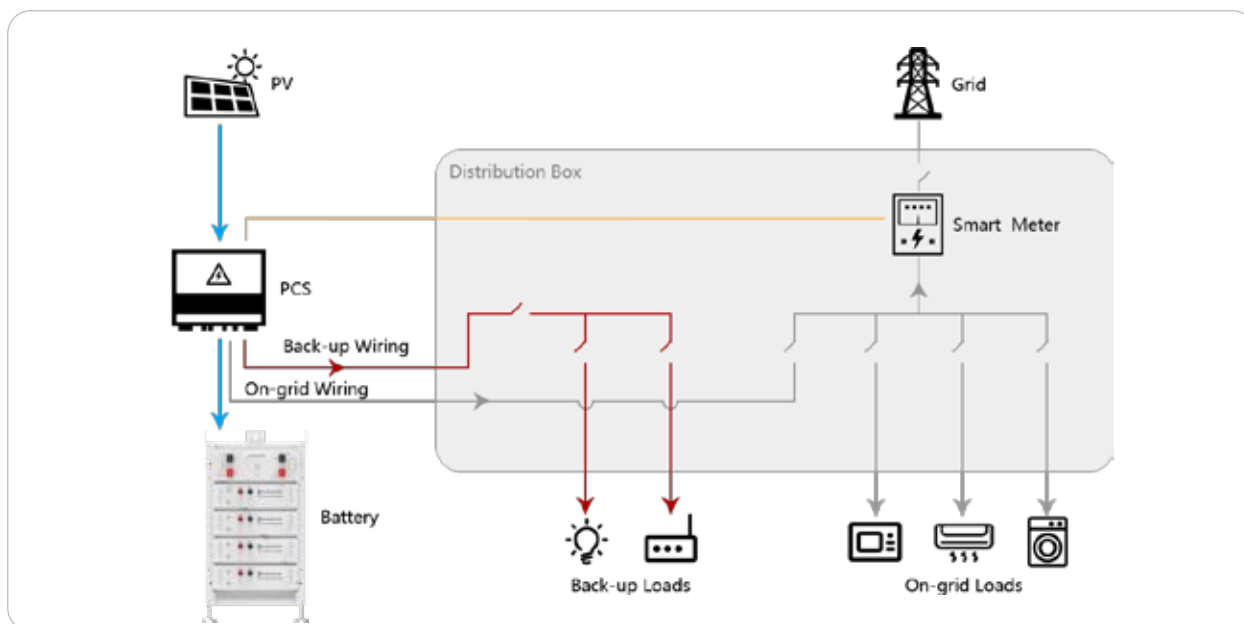 PV
Grid
Distribution Box
Smart Meter
PCS
Back-up Wiring
On-grid Wiring
Battery
Back-up Loads
On-grid Loads